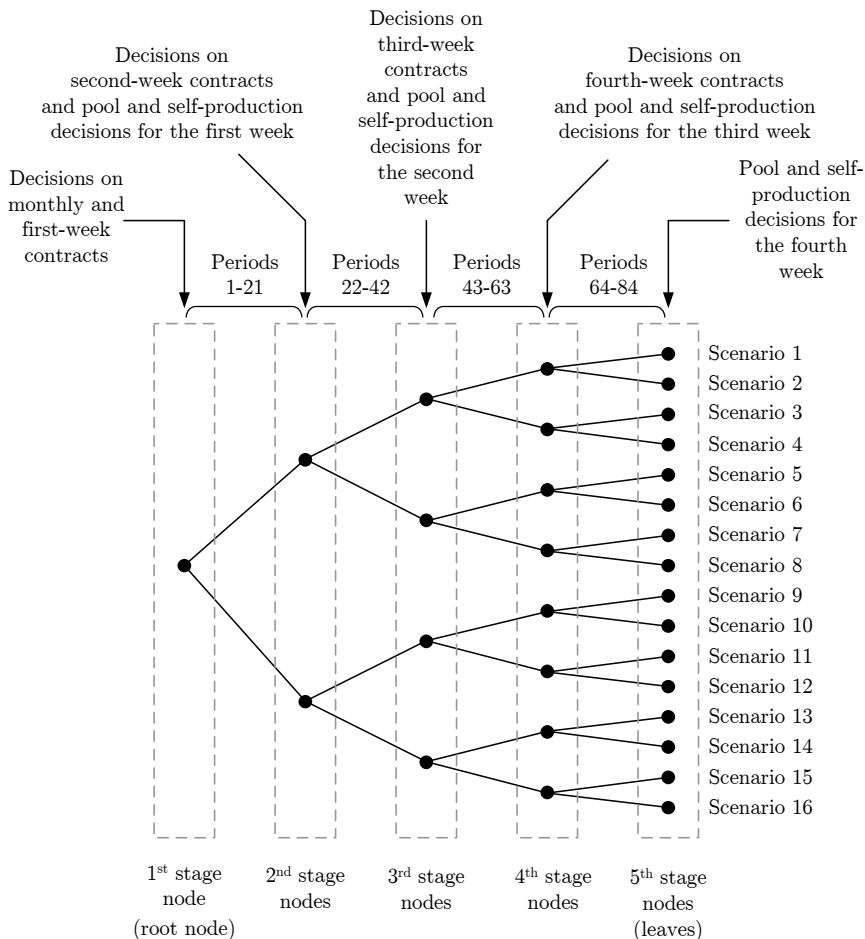 Decisions on
monthly and
first-week
contracts
Decisions on
second-week contracts
and pool and self-production
decisions for the first week
Decisions on
third-week
contracts
and pool and
self-production
decisions for
the second
week
Decisions on
fourth-week contracts
and pool and self-production
decisions for the third week
Pool and self-
production
decisions for
the fourth
week
Periods
1-21
Periods
22-42
Periods
43-63
Periods
64-84
Scenario 1
Scenario 2
Scenario 3
Scenario 4
Scenario 5
Scenario 6
Scenario 7
Scenario 8
Scenario 9
Scenario 10
Scenario 11
Scenario 12
Scenario 13
Scenario 14
Scenario 15
Scenario 16
1st stage
node
(root node)
2nd stage
nodes
3rd stage
nodes
4th stage
nodes
5th stage
nodes
(leaves)